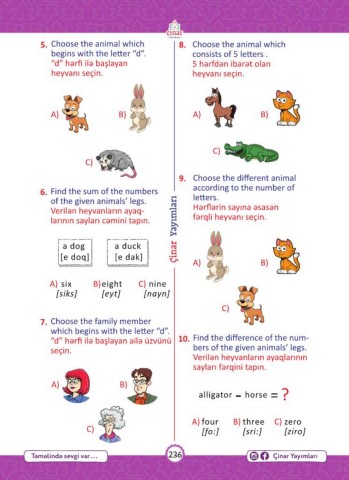 çinar
5. Choose the animal which
begins with the letter “d”.
“d” hərfi ilə başlayan
heyvanı seçin.
A)
B)
C)
6. Find the sum of the numbers
of the given animals’ legs.
Verilən heyvanların ayaq-
larının sayları cəmini tapın.
a dog
[e doq]
a duck
[e dak]
A) six B) eight C) nine
[siks] [eyt] [nayn]
7. Choose the family member
which begins with the letter “d”.
“d” hərfi ilə başlayan ailə üzvünü
seçin.
A)
B)
C)
Çinar Yayımları
8. Choose the animal which
consists of 5 letters .
5 hərfdən ibarət olan
heyvanı seçin.
A)
B)
C)
9. Choose the different animal
according to the number of
letters.
Hərflərin sayına əsasən
fərqli heyvanı seçin.
A)
B)
C)
10. Find the difference of the num-
bers of the given animals’ legs.
Verilən heyvanların ayaqlarının
sayları fərqini tapın.
alligator – horse = ?
A) four B) three C) zero
[fo:] [sri:] [ziro]
Təməlində sevgi var...
236
Çinar Yayımları